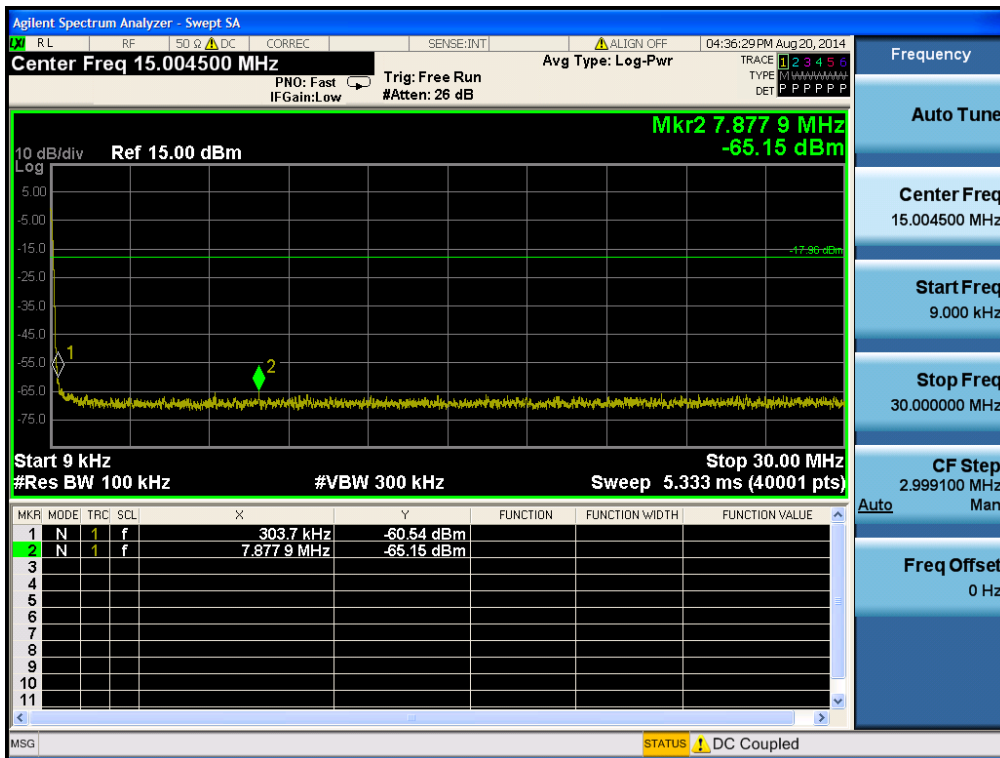 Agilent Spectrum Analyzer - Swept SA
LXI RL RF 50 Ω DC CORREC SENSE:INT ALIGN OFF 04:36:29 PM Aug 20, 2014
Center Freq 15.004500 MHz
PNO: Fast
IFGain:Low
Trig: Free Run
#Atten: 26 dB
Avg Type: Log-Pwr
TRACE 1 2 3 4 5 6
TYPE M WWWWW
DET P P P P P P
Mkr2 7.877 9 MHz
-65.15 dBm
10 dB/div Ref 15.00 dBm
Log
5.00
-5.00
-15.0
-17.96 dBm
-25.0
-35.0
-45.0
-55.0
-65.0
-75.0
1
2
Start 9 kHz Stop 30.00 MHz
#Res BW 100 kHz #VBW 300 kHz Sweep 5.333 ms (40001 pts)
MKR MODE TRC SCL X Y FUNCTION FUNCTION WIDTH FUNCTION VALUE
1 N 1 f 303.7 kHz -60.54 dBm
2 N 1 f 7.877 9 MHz -65.15 dBm
3
4
5
6
7
8
9
10
11
MSG STATUS DC Coupled
Frequency
Auto Tune
Center Freq
15.004500 MHz
Start Freq
9.000 kHz
Stop Freq
30.000000 MHz
CF Step
2.999100 MHz
Auto Man
Freq Offset
0 Hz